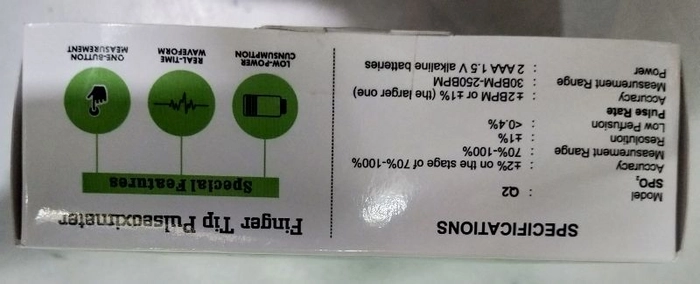 SPECIFICATIONS
Model : Q2
SPO₂
Accuracy : ±2% on the stage of 70%-100%
Measurement Range : 70%-100%
Resolution : ±1%
Low Perfusion : <0.4%
Pulse Rate
Accuracy : ±2BPM or ±1% (the larger one)
Measurement Range : 30BPM-250BPM
Power : 2 AAA 1.5 V alkaline batteries
Finger Tip Pulseoximeter
Special Features
LOW-POWER
CUNSUMPTION
REAL-TIME
WAVEFORM
ONE-BUTTON
MEASUREMENT